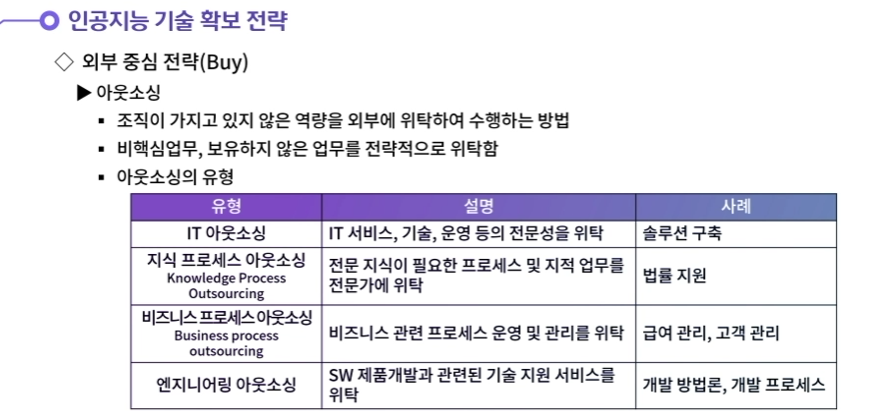 인공지능 기술 확보 전략
◇ 외부 중심 전략(Buy)
▶ 아웃소싱
▪ 조직이 가지고 있지 않은 역량을 외부에 위탁하여 수행하는 방법
▪ 비핵심업무, 보유하지 않은 업무를 전략적으로 위탁함
▪ 아웃소싱의 유형
유형 설명 사례
IT 아웃소싱 IT 서비스, 기술, 운영 등의 전문성을 위탁 솔루션 구축
지식 프로세스 아웃소싱
Knowledge Process
Outsourcing
전문 지식이 필요한 프로세스 및 지적 업무를
전문가에 위탁
법률 지원
비즈니스 프로세스 아웃소싱
Business process
outsourcing
비즈니스 관련 프로세스 운영 및 관리를 위탁
급여 관리, 고객 관리
엔지니어링 아웃소싱
SW 제품개발과 관련된 기술 지원 서비스를
위탁
개발 방법론, 개발 프로세스